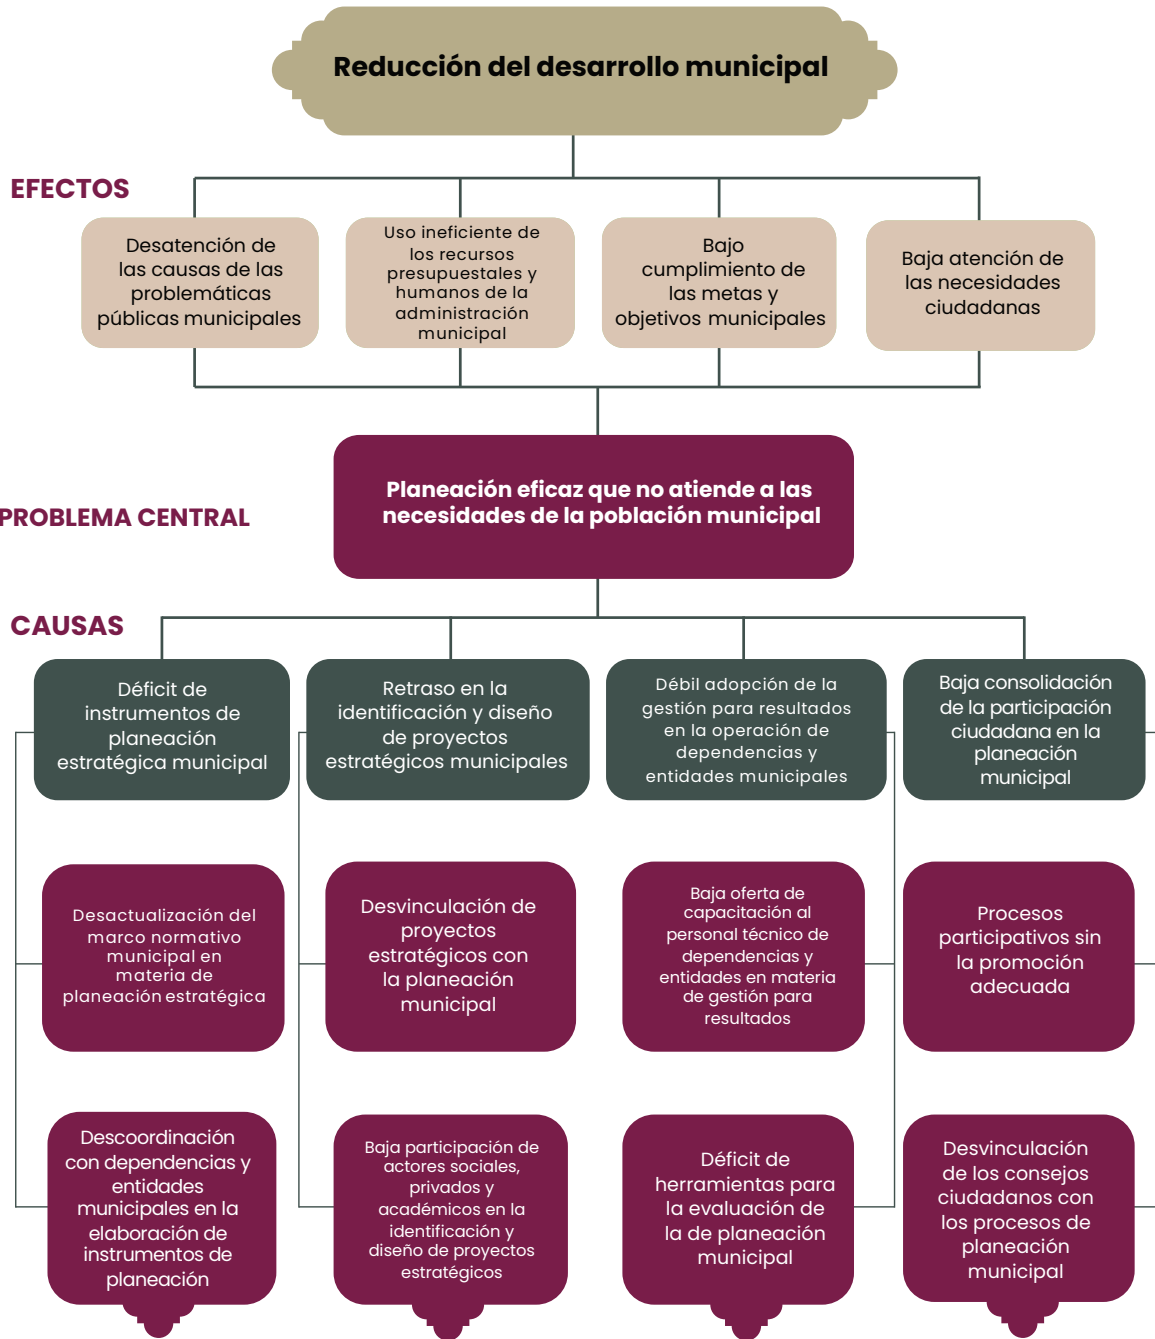 Reducción del desarrollo municipal
EFECTOS
Desatención de
las causas de las
problemáticas
públicas municipales
Uso ineficiente de
los recursos
presupuestales y
humanos de la
administración
municipal
Bajo
cumplimiento de
las metas y
objetivos municipales
Baja atención de
las necesidades
ciudadanas
PROBLEMA CENTRAL
Planeación eficaz que no atiende a las
necesidades de la población municipal
CAUSAS
Déficit de
instrumentos de
planeación
estratégica municipal
Retraso en la
identificación y diseño
de proyectos
estratégicos municipales
Débil adopción de la
gestión para resultados
en la operación de
dependencias y
entidades municipales
Baja consolidación
de la participación
ciudadana en la
planeación
municipal
Desactualización del
marco normativo
municipal en
materia de
planeación estratégica
Desvinculación de
proyectos
estratégicos con
la planeación
municipal
Baja oferta de
capacitación al
personal técnico de
dependencias y
entidades en materia
de gestión para
resultados
Procesos
participativos sin
la promoción
adecuada
Descoordinación
con dependencias y
entidades
municipales en la
elaboración de
instrumentos de
planeación
Baja participación de
actores sociales,
privados y
académicos en la
identificación y
diseño de proyectos
estratégicos
Déficit de
herramientas para
la evaluación de
la de planeación
municipal
Desvinculación
de los consejos
ciudadanos con
los procesos de
planeación
municipal